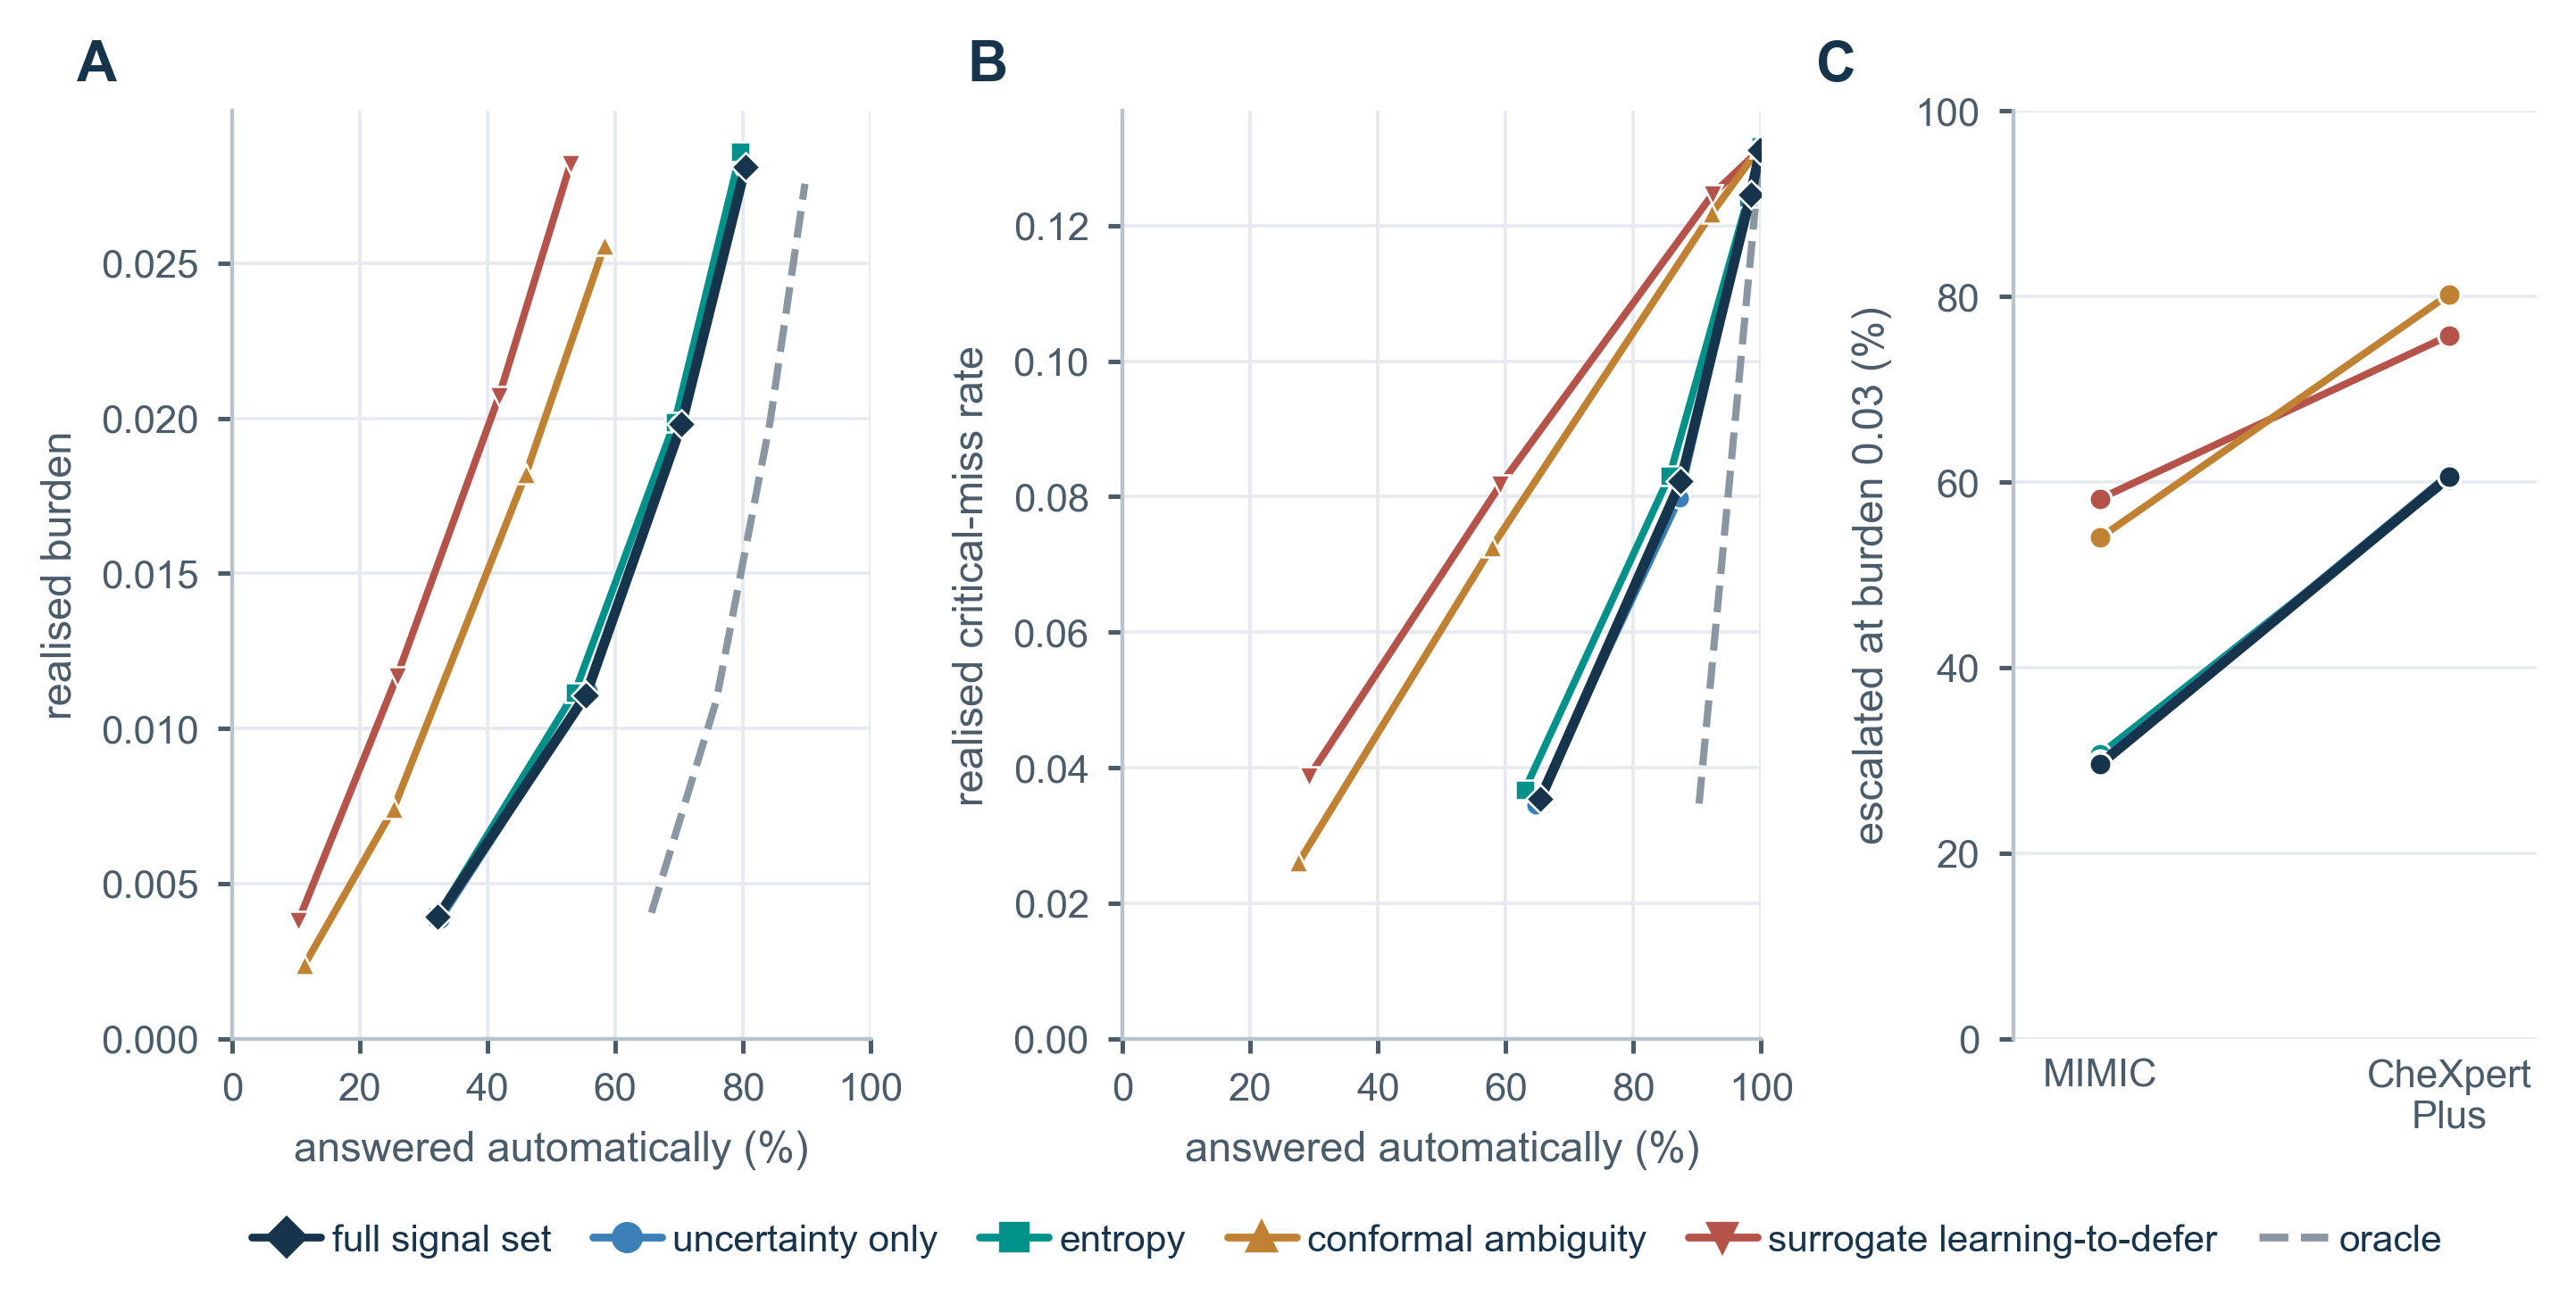 A
B
C
realised burden
0.025
0.020
0.015
0.010
0.005
0.000
0 20 40 60 80 100
answered automatically (%)
realised critical-miss rate
0.12
0.10
0.08
0.06
0.04
0.02
0.00
0 20 40 60 80 100
answered automatically (%)
escalated at burden 0.03 (%)
100
80
60
40
20
0
MIMIC
CheXpert
Plus
full signal set
uncertainty only
entropy
conformal ambiguity
surrogate learning-to-defer
oracle